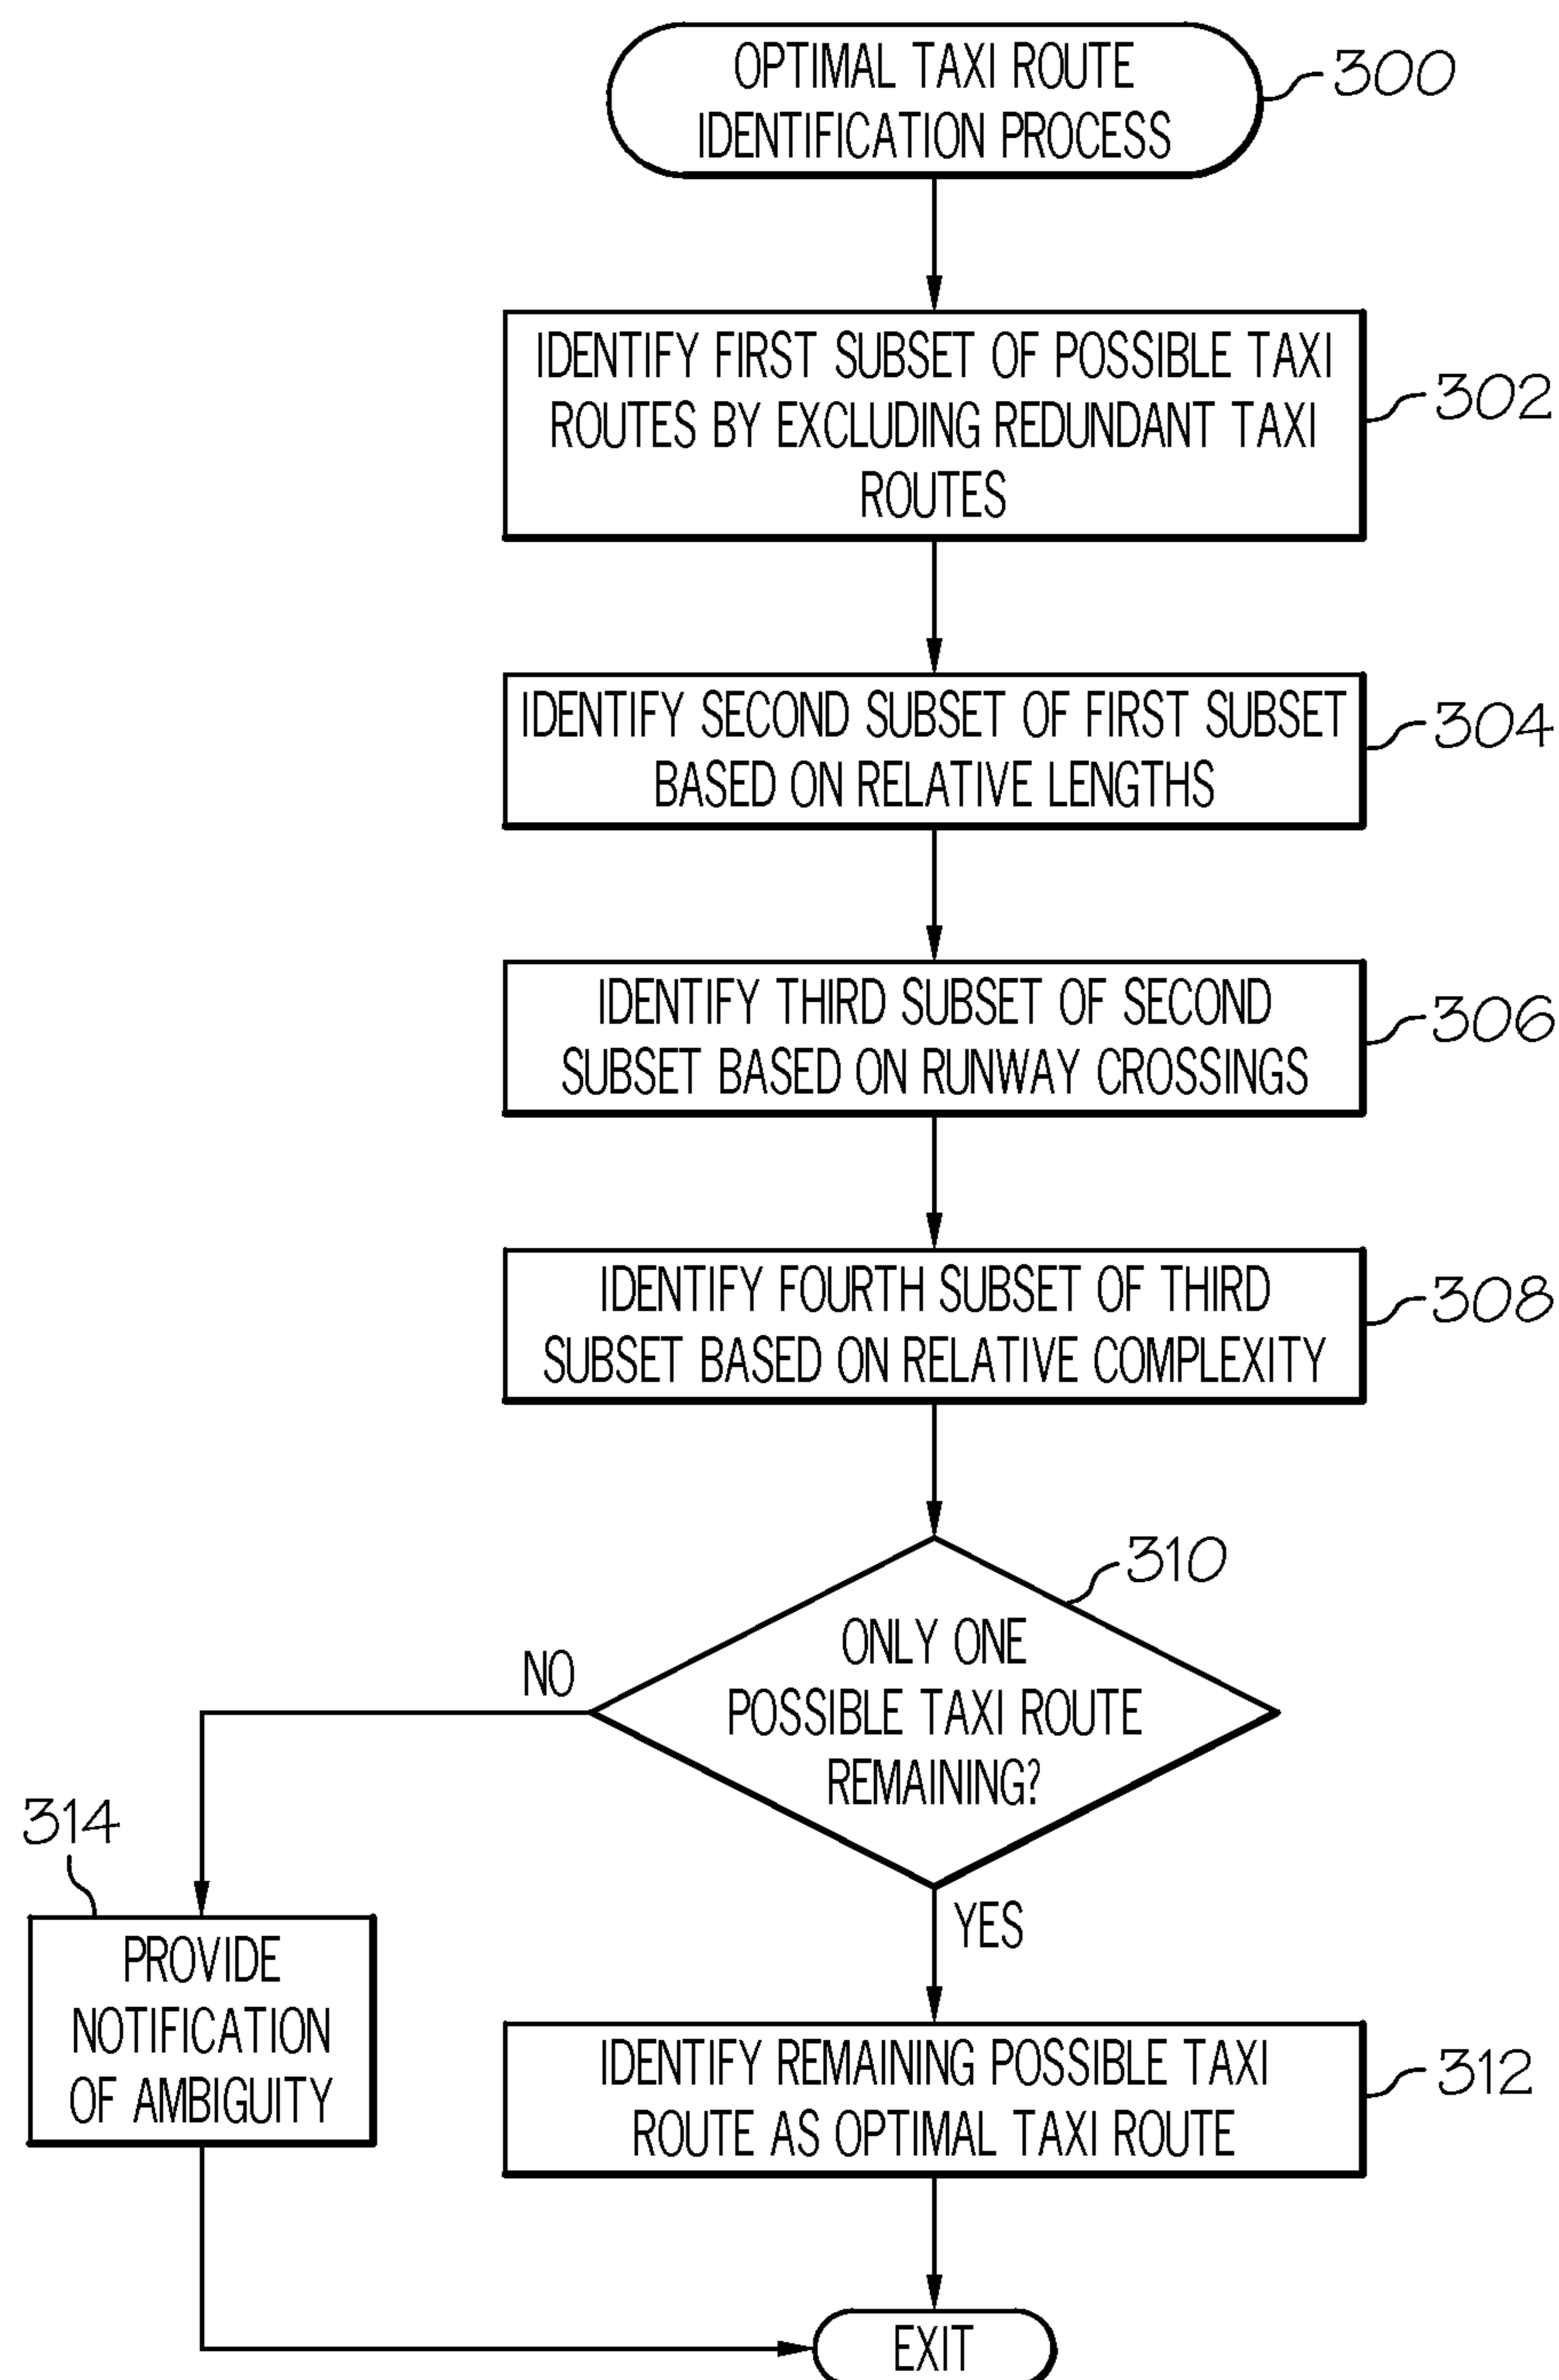 OPTIMAL TAXI ROUTE
IDENTIFICATION PROCESS
300
IDENTIFY FIRST SUBSET OF POSSIBLE TAXI
ROUTES BY EXCLUDING REDUNDANT TAXI
ROUTES
302
IDENTIFY SECOND SUBSET OF FIRST SUBSET
BASED ON RELATIVE LENGTHS
304
IDENTIFY THIRD SUBSET OF SECOND
SUBSET BASED ON RUNWAY CROSSINGS
306
IDENTIFY FOURTH SUBSET OF THIRD
SUBSET BASED ON RELATIVE COMPLEXITY
308
310
ONLY ONE
POSSIBLE TAXI ROUTE
REMAINING?
NO
YES
314
PROVIDE
NOTIFICATION
OF AMBIGUITY
IDENTIFY REMAINING POSSIBLE TAXI
ROUTE AS OPTIMAL TAXI ROUTE
312
EXIT